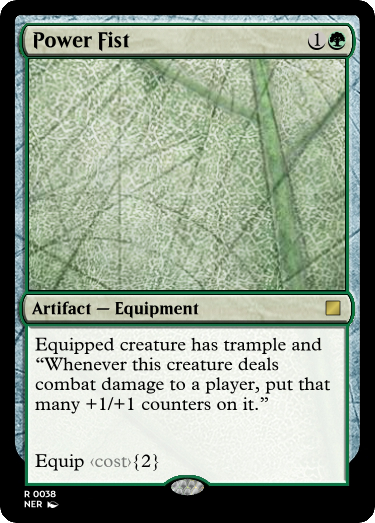 Power Fist 1
Artifact — Equipment
Equipped creature has trample and
“Whenever this creature deals
combat damage to a player, put that
many +1/+1 counters on it.”
Equip ‹cost›{2}
R 0038
NER